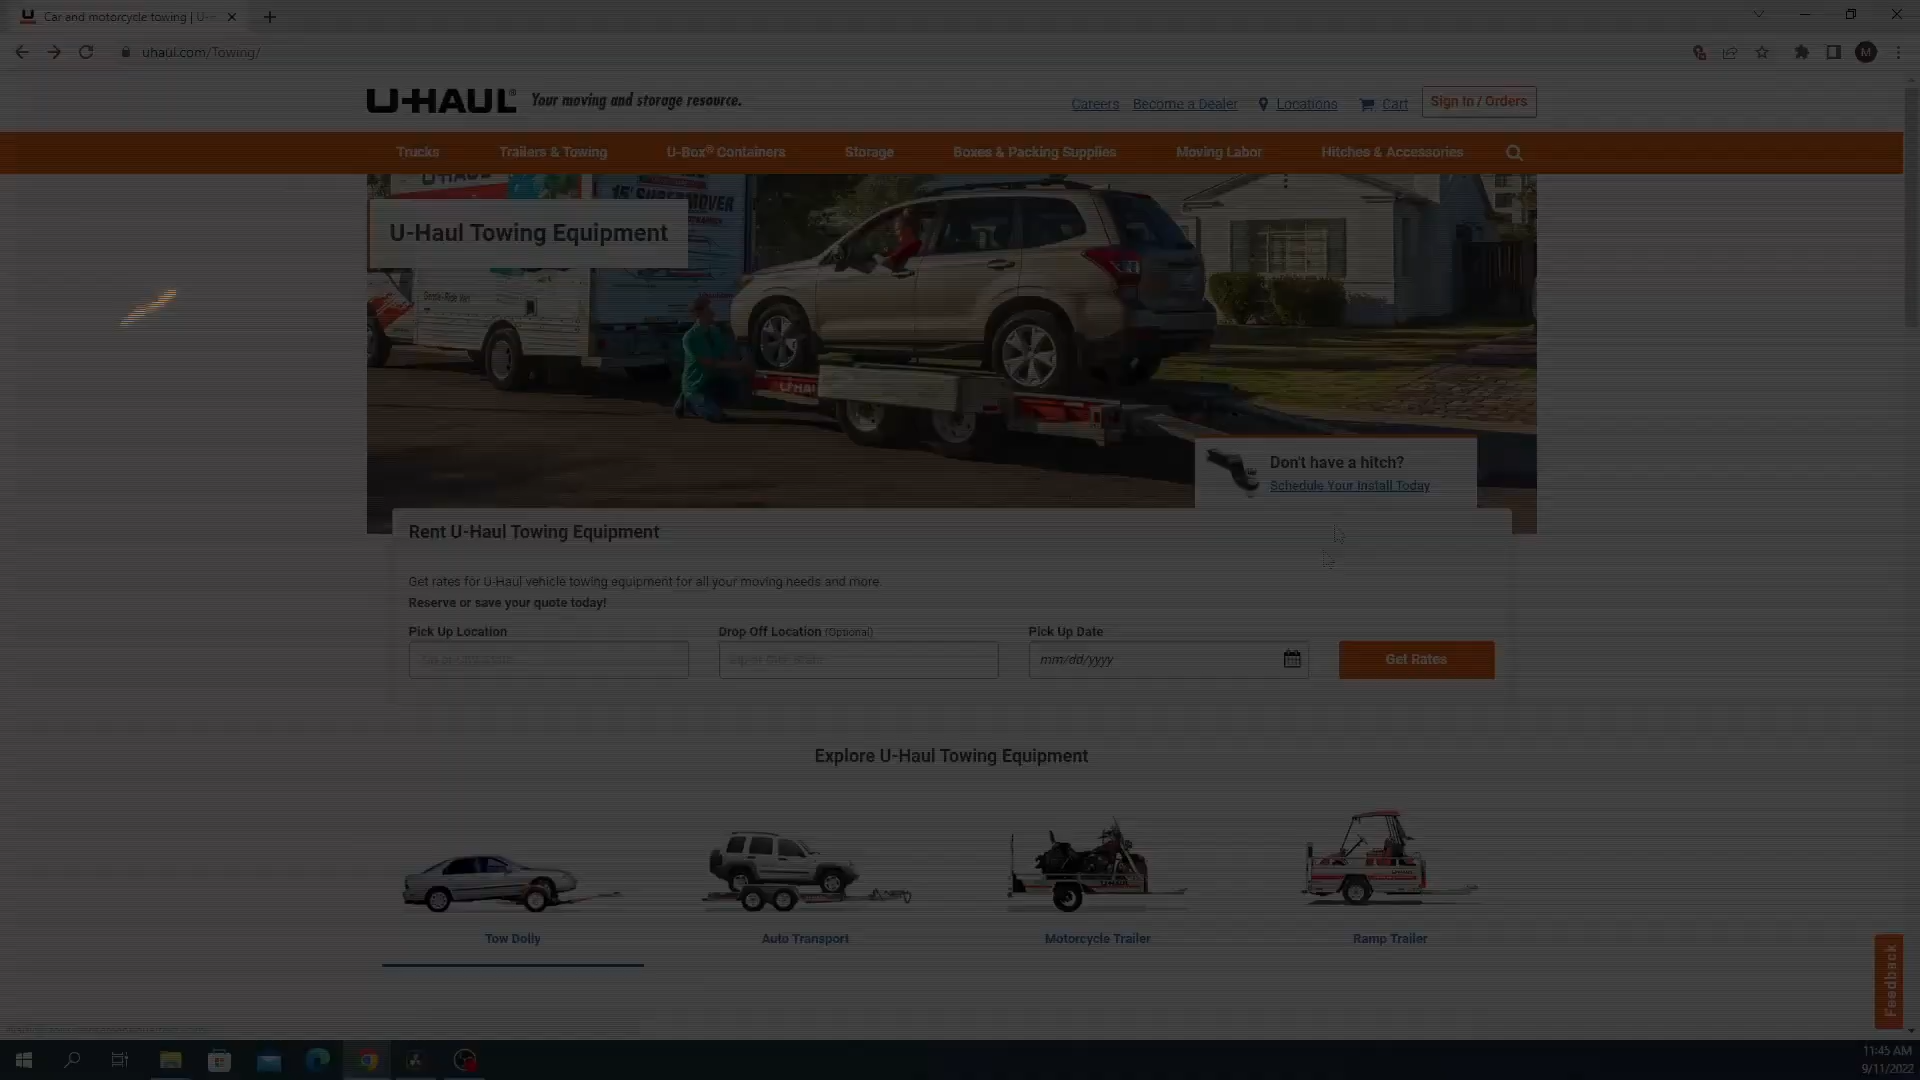 Car and motorcycle towing | U-
uhaul.com/Towing/
M
U-HAUL® Your moving and storage resource.
Careers Become a Dealer Locations Cart Sign In / Orders
Trucks Trailers & Towing U-Box® Containers Storage Boxes & Packing Supplies Moving Labor Hitches & Accessories
U-HAUL
15' SUPERMOVER
U-Haul Towing Equipment
U-HAUL
Don't have a hitch?
Schedule Your Install Today
Rent U-Haul Towing Equipment
Get rates for U-Haul vehicle towing equipment for all your moving needs and more.
Reserve or save your quote today!
Pick Up Location Drop Off Location (Optional) Pick Up Date
mm/dd/yyyy Get Rates
Explore U-Haul Towing Equipment
U-HAUL
Tow Dolly Auto Transport Motorcycle Trailer Ramp Trailer
Feedback
11:45 AM
9/11/2022